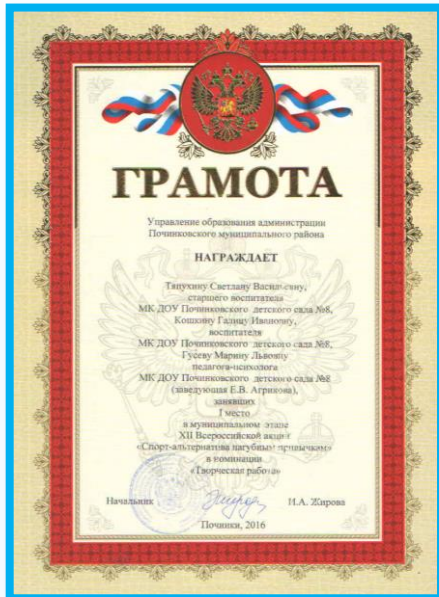 ГРАМОТА
Управление образования администрации
Починковского муниципального района
НАГРАЖДАЕТ
Тяпухину Светлану Васильевну,
старшего воспитателя
МК ДОУ Починковского детского сада №8,
Кошкину Галину Ивановну,
воспитателя
МК ДОУ Починковского детского сада №8,
Гусеву Марину Львовну
педагога-психолога
МК ДОУ Починковского детского сада №8
(заведующая Е.В. Агрикова),
занявших
I место
в муниципальном этапе
XII Всероссийской акции
«Спорт-альтернатива пагубным привычкам»
в номинации
«Творческая работа»
Начальник И.А. Жирова
Починки, 2016